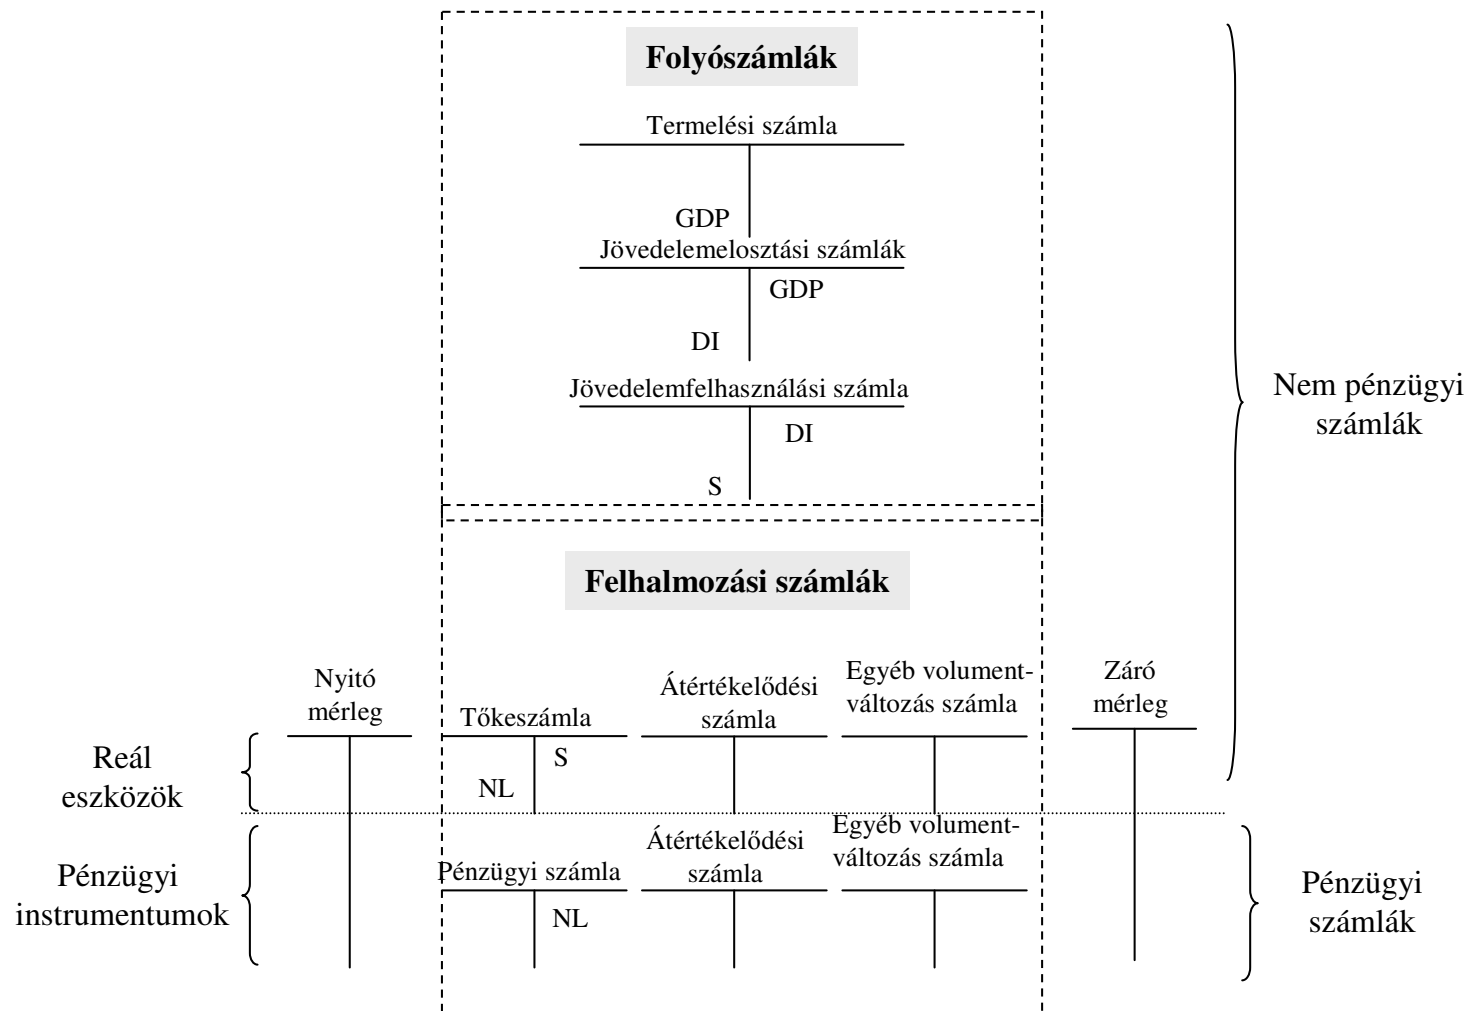 Folyószámlák
Termelési számla
GDP
Jövedelemelosztási számlák
GDP
DI
Jövedelemfelhasználási számla
DI
S
Nem pénzügyi
számlák
Felhalmozási számlák
Nyitó
mérleg
Tőkeszámla
Átértékelődési
számla
Egyéb volument-
változás számla
Záró
mérleg
Reál
eszközök
S
NL
Pénzügyi
instrumentumok
Pénzügyi számla
Átértékelődési
számla
Egyéb volument-
változás számla
NL
Pénzügyi
számlák